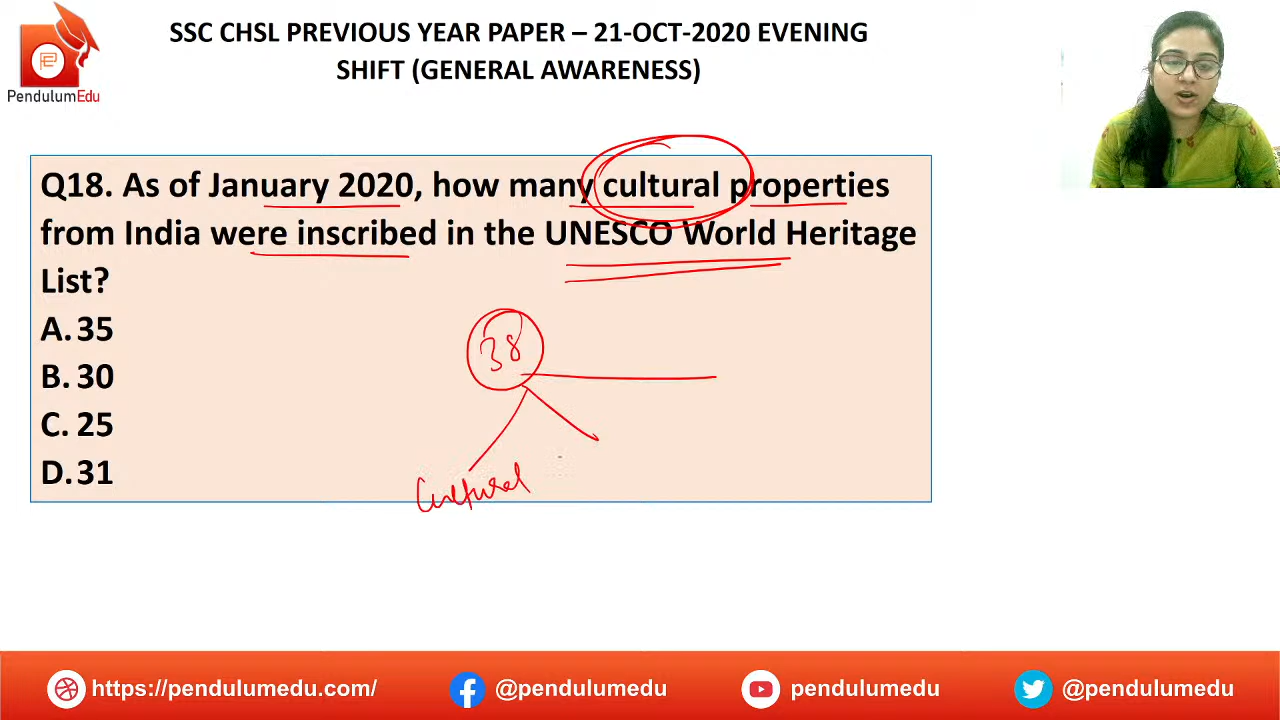 SSC CHSL PREVIOUS YEAR PAPER – 21-OCT-2020 EVENING
SHIFT (GENERAL AWARENESS)
PendulumEdu
Q18. As of January 2020, how many cultural properties
from India were inscribed in the UNESCO World Heritage
List?
A. 35
B. 30
C. 25
D. 31
38
Cultural
https://pendulumedu.com/
@pendulumedu
pendulumedu
@pendulumedu